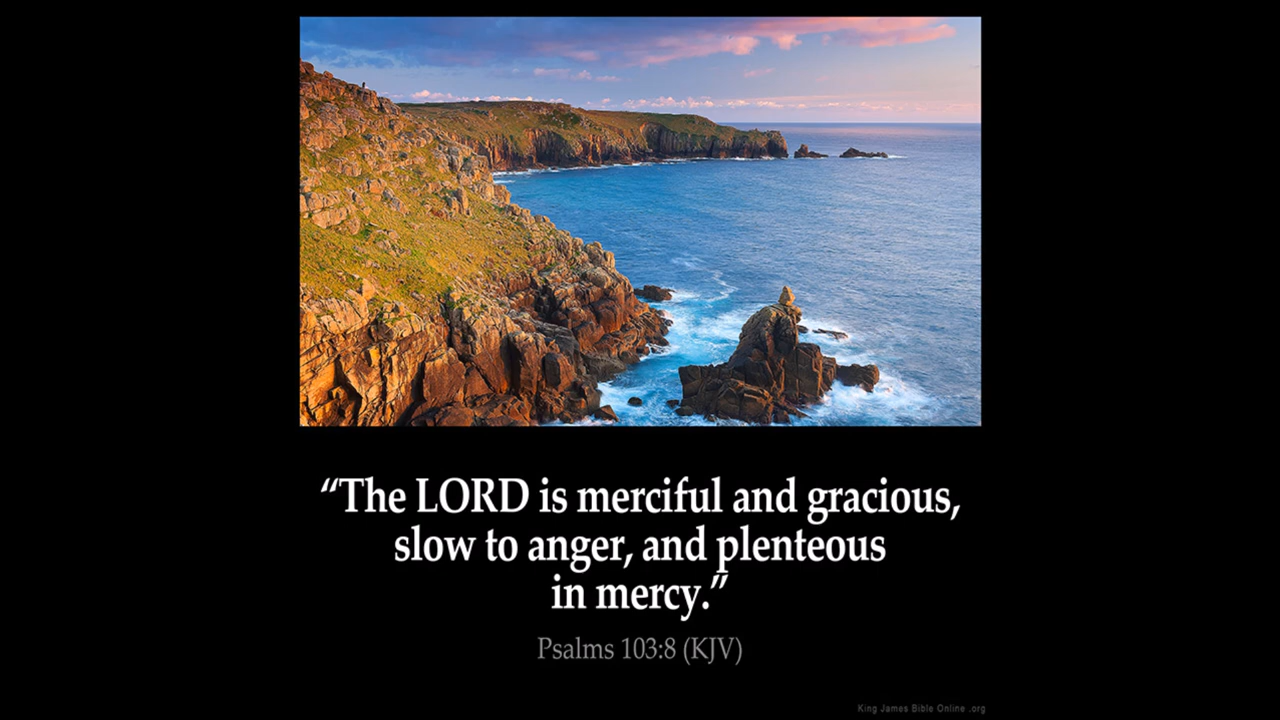 “The LORD is merciful and gracious,
slow to anger, and plenteous
in mercy.”
Psalms 103:8 (KJV)
King James Bible Online .org